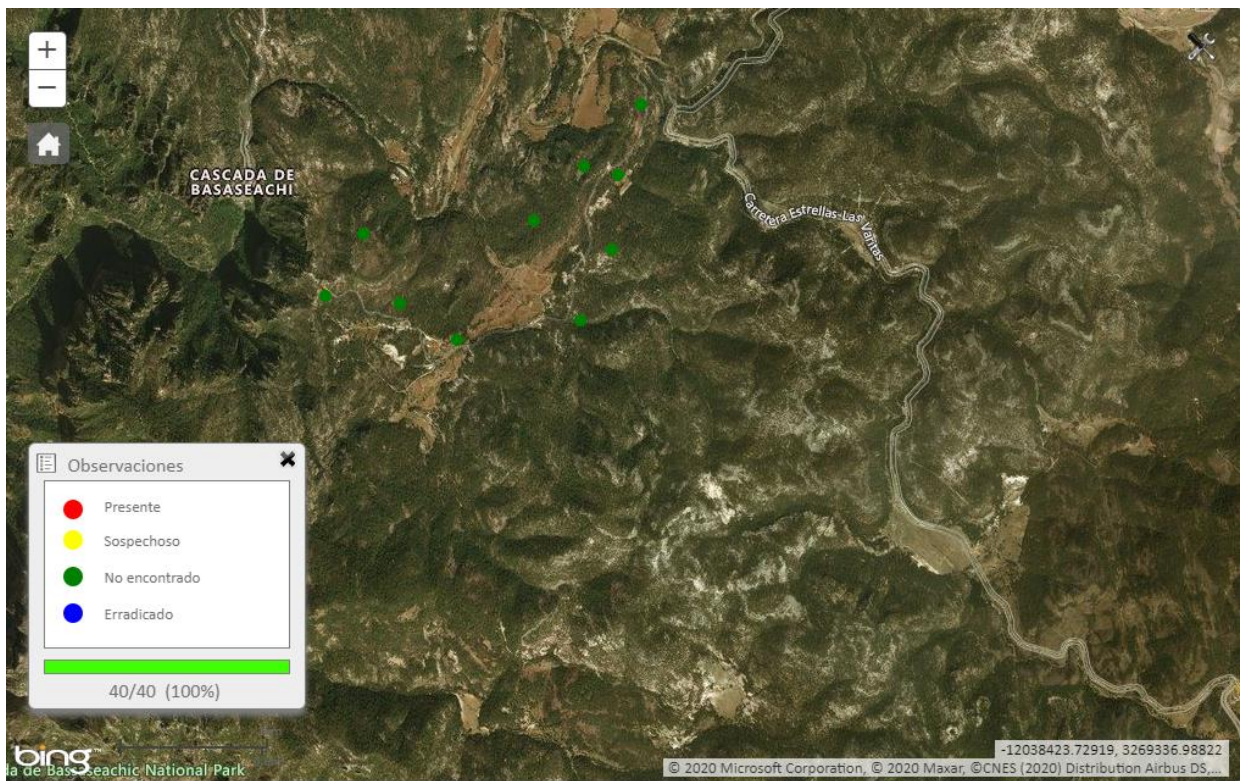 +
−
CASCADA DE
BASASEACHI
Carretera Estrellas-Las Varitas
Observaciones
Presente
Sospechoso
No encontrado
Erradicado
40/40 (100%)
bing
da de Basaseachic National Park
-12038423.72919, 3269336.98822
© 2020 Microsoft Corporation, © 2020 Maxar, ©CNES (2020) Distribution Airbus DS,...